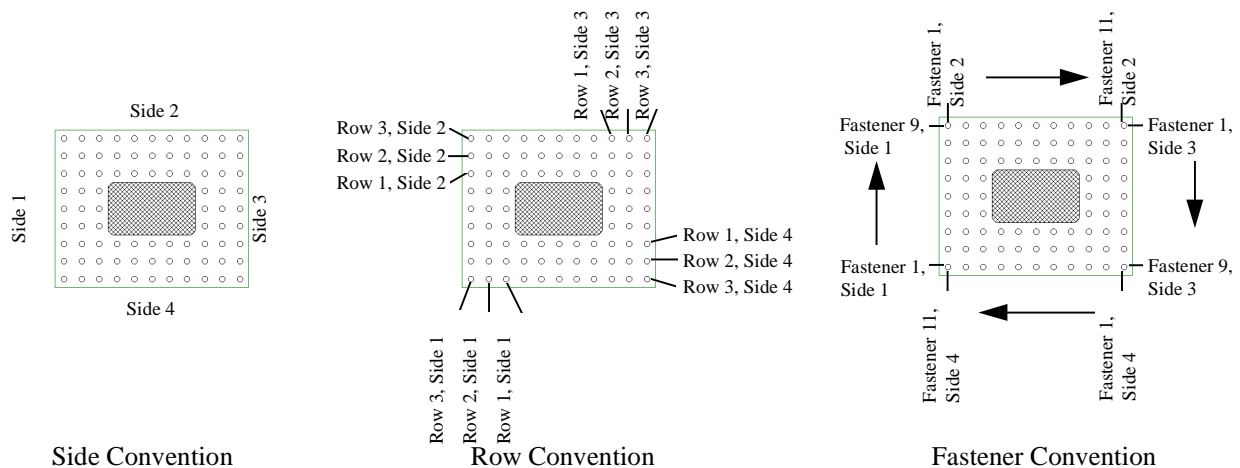 Side 2
Side 1
Side 3
Side 4
Side Convention
Row 1, Side 3
Row 2, Side 3
Row 3, Side 3
Row 3, Side 2
Row 2, Side 2
Row 1, Side 2
Row 1, Side 4
Row 2, Side 4
Row 3, Side 4
Row 3, Side 1
Row 2, Side 1
Row 1, Side 1
Row Convention
Fastener 1,
Side 2
Fastener 11,
Side 2
Fastener 9,
Side 1
Fastener 1,
Side 3
Fastener 1,
Side 1
Fastener 9,
Side 3
Fastener 11,
Side 4
Fastener 1,
Side 4
Fastener Convention